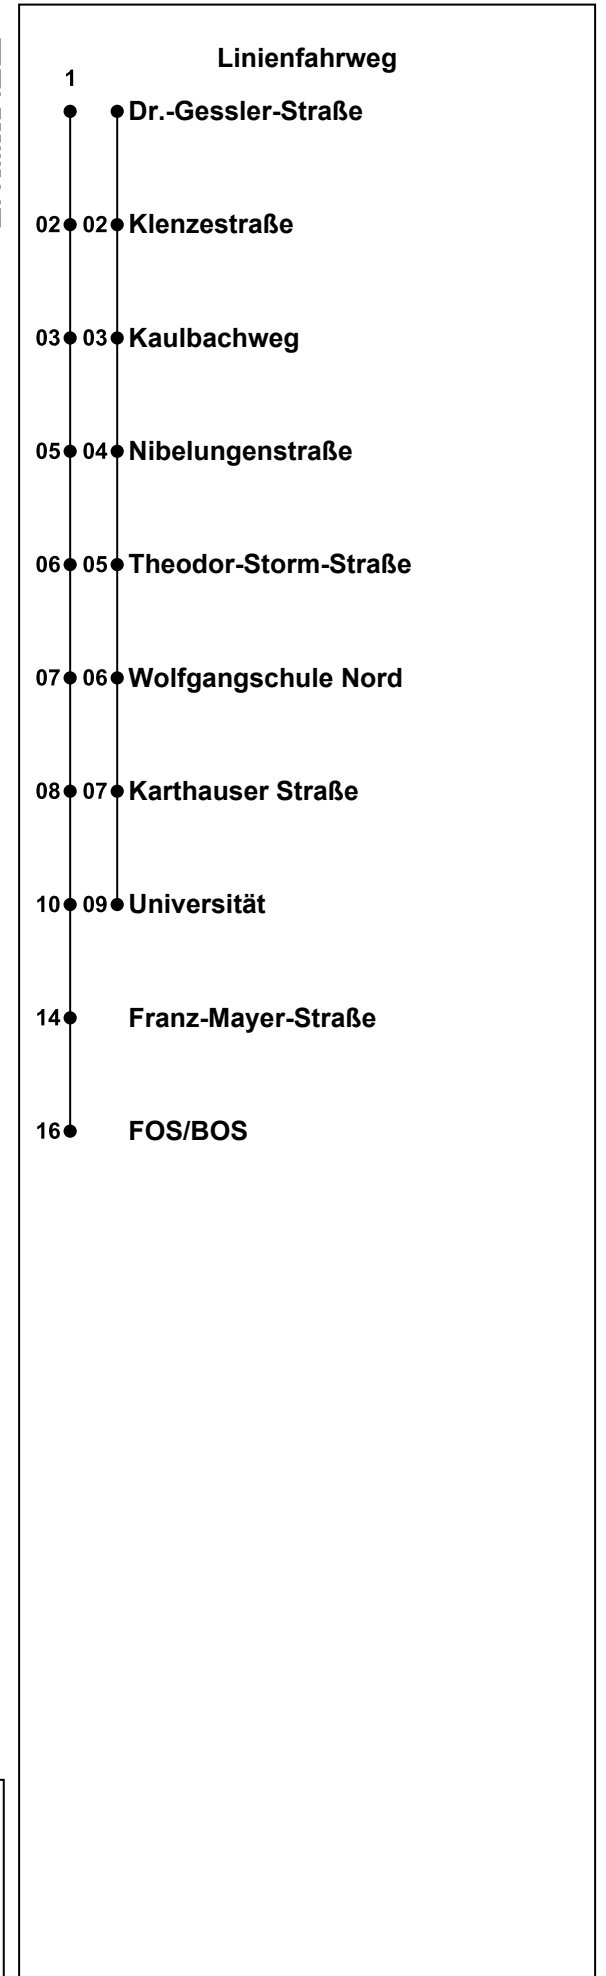 Linienfahrweg
1
Dr.-Gessler-Straße
02 02 Klenzestraße
03 03 Kaulbachweg
05 04 Nibelungenstraße
06 05 Theodor-Storm-Straße
07 06 Wolfgangschule Nord
08 07 Karthauser Straße
10 09 Universität
14 Franz-Mayer-Straße
16 FOS/BOS